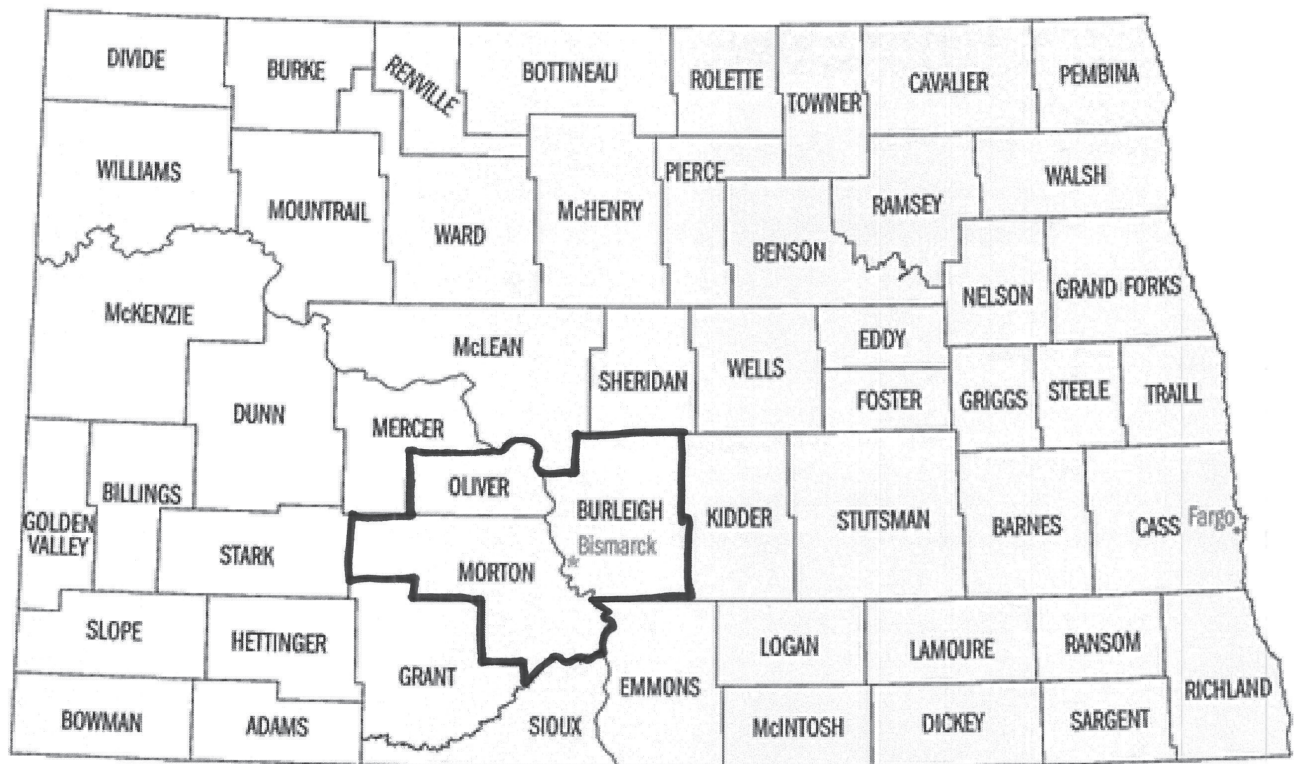 DIVIDE
BURKE
RENVILLE
BOTTINEAU
ROLETTE
TOWNER
CAVALIER
PEMBINA
WILLIAMS
MOUNTRAIL
WARD
McHENRY
PIERCE
BENSON
RAMSEY
WALSH
McKENZIE
McLEAN
SHERIDAN
WELLS
EDDY
FOSTER
NELSON
GRAND FORKS
GRIGGS
STEELE
TRAILL
DUNN
MERCER
OLIVER
BURLEIGH
Bismarck
KIDDER
STUTSMAN
BARNES
CASS
Fargo
GOLDEN
VALLEY
BILLINGS
STARK
MORTON
SLOPE
HETTINGER
GRANT
EMMONS
LOGAN
LAMOURE
RANSOM
RICHLAND
BOWMAN
ADAMS
SIOUX
McINTOSH
DICKEY
SARGENT